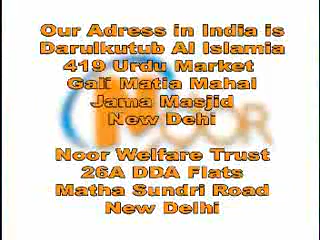 Our Adress in India is
Darulkutub Al Islamia
419 Urdu Market
Gali Matia Mahal
Jama Masjid
New Dehi
Noor Welfare Trust
26A DDA Flats
Matha Sundri Road
New Delhi